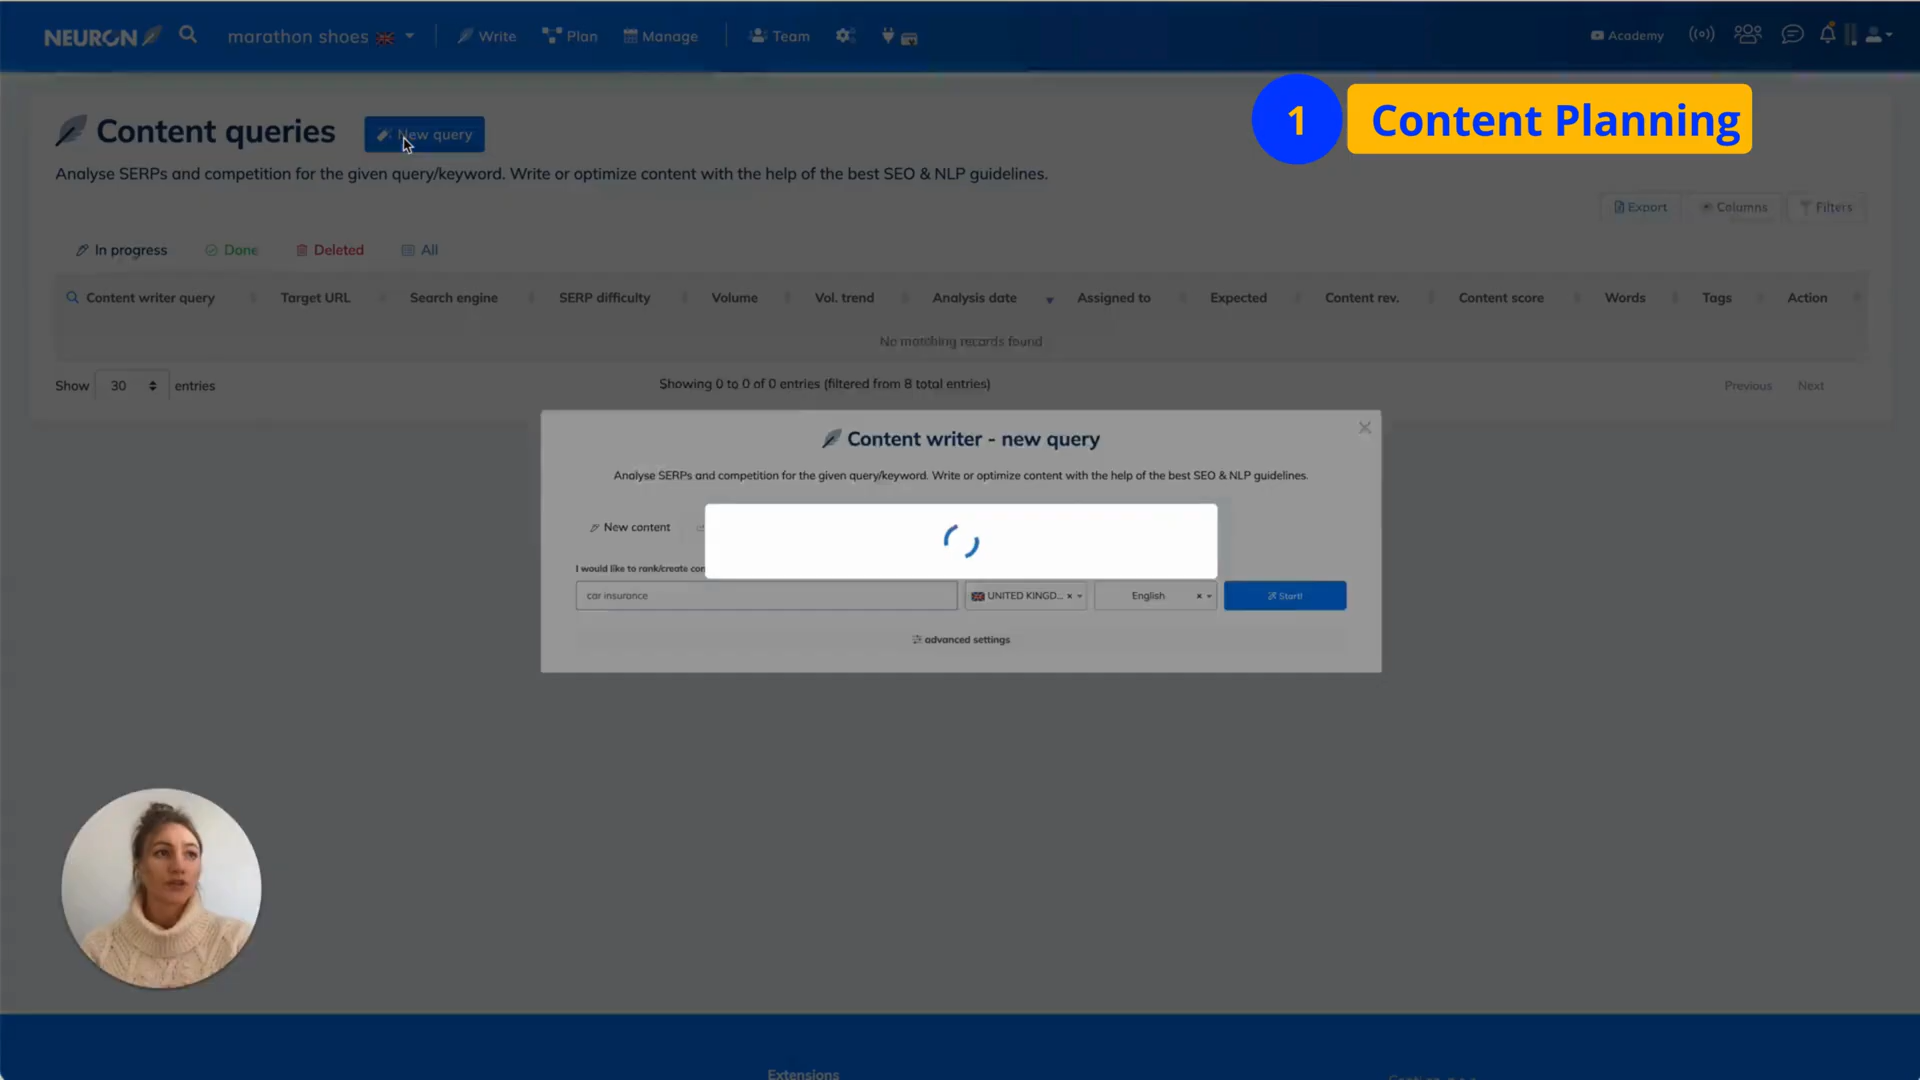 NEURON
marathon shoes
Write
Plan
Manage
Team
Academy
1
Content Planning
Content queries
New query
Analyse SERPs and competition for the given query/keyword. Write or optimize content with the help of the best SEO & NLP guidelines.
Export
Columns
Filters
In progress
Done
Deleted
All
Content writer query
Target URL
Search engine
SERP difficulty
Volume
Vol. trend
Analysis date
Assigned to
Expected
Content rev.
Content score
Words
Tags
Action
No matching records found
Show 30 entries
Showing 0 to 0 of 0 entries (filtered from 8 total entries)
Previous
Next
Content writer - new query
Analyse SERPs and competition for the given query/keyword. Write or optimize content with the help of the best SEO & NLP guidelines.
New content
I would like to rank/create
car insurance
UNITED KINGD...
English
Start!
advanced settings
Extensions